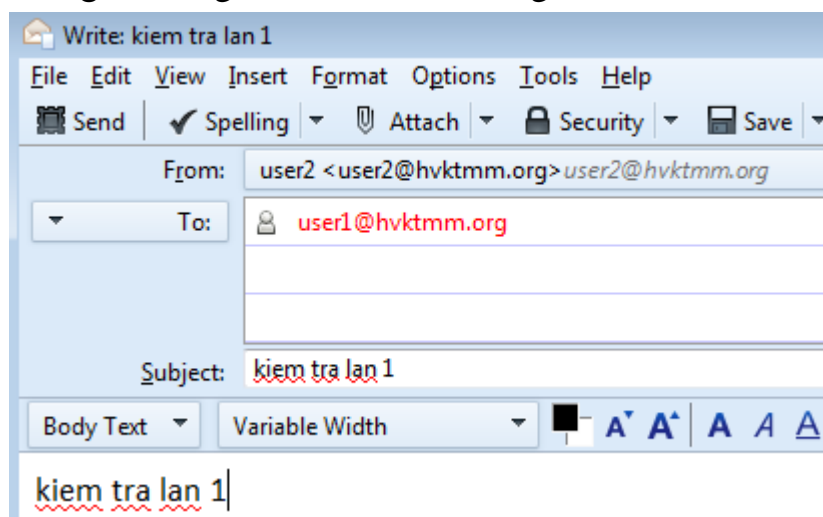 Write: kiem tra lan 1
File Edit View Insert Format Options Tools Help
Send Spelling Attach Security Save
From: user2 <user2@hvktmm.org> user2@hvktmm.org
To: user1@hvktmm.org
Subject: kiem tra lan 1
Body Text Variable Width A A A A A
kiem tra lan 1